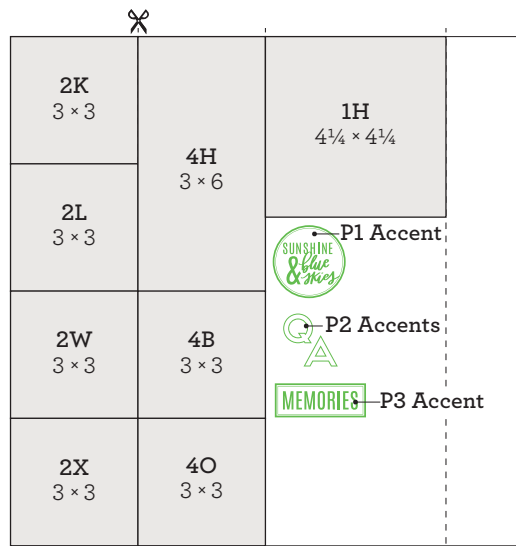 2K
3 × 3
2L
3 × 3
2W
3 × 3
2X
3 × 3
4H
3 × 6
4B
3 × 3
4O
3 × 3
1H
4¼ × 4¼
P1 Accent
SUNSHINE
& blue
skies
P2 Accents
Q
A
MEMORIES
P3 Accent